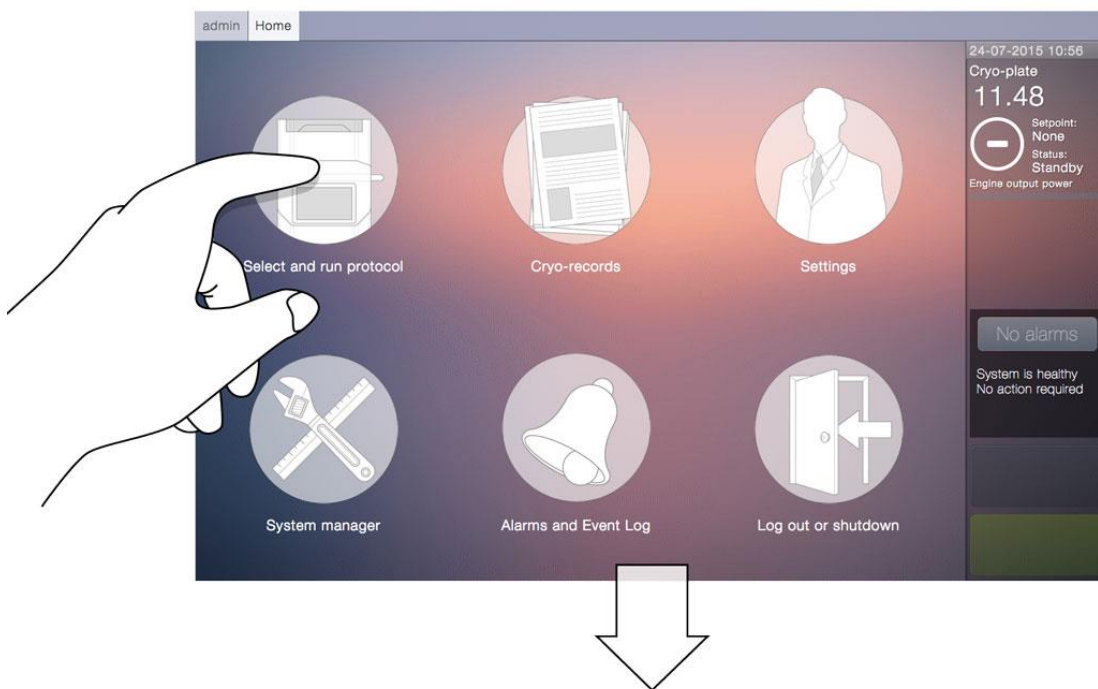 admin Home
24-07-2015 10:56
Cryo-plate
11.48
Setpoint:
None
Status:
Standby
Engine output power
Select and run protocol
Cryo-records
Settings
No alarms
System is healthy
No action required
System manager
Alarms and Event Log
Log out or shutdown